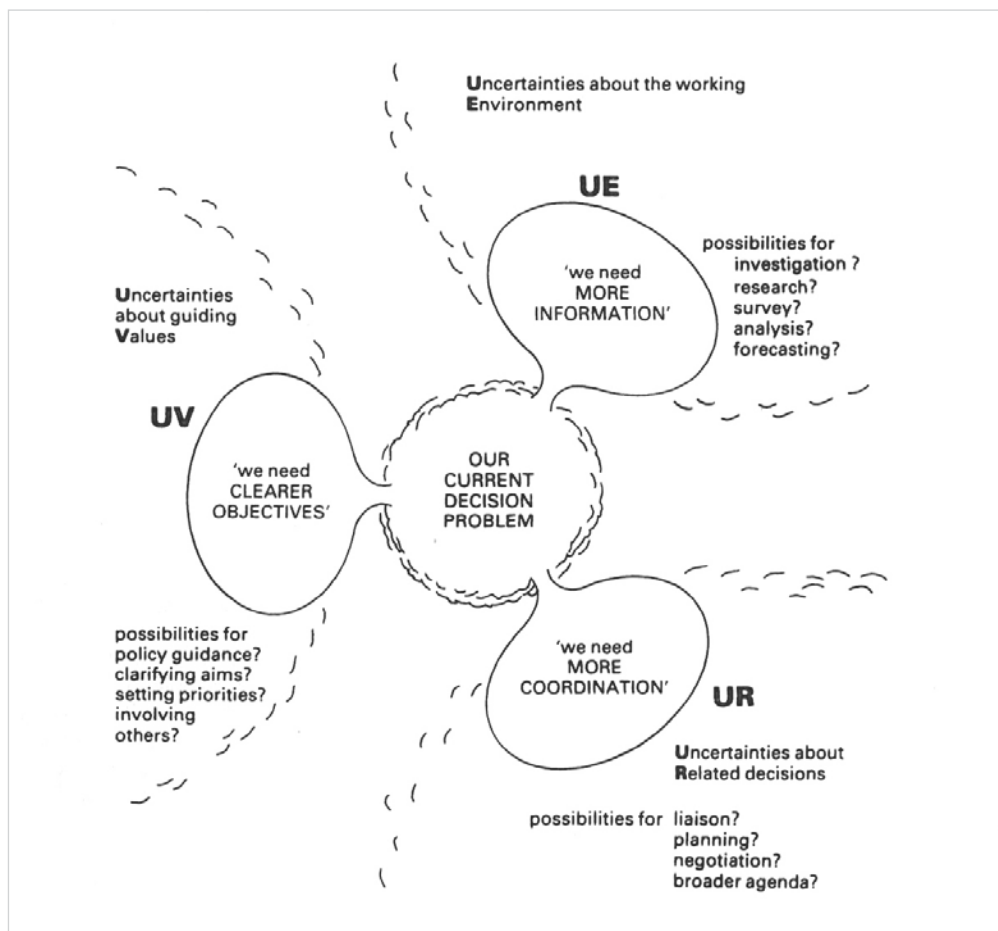 Uncertainties about the working
Environment
UE
'we need
MORE
INFORMATION'
possibilities for
investigation ?
research?
survey?
analysis?
forecasting?
Uncertainties
about guiding
Values
UV
'we need
CLEARER
OBJECTIVES'
possibilities for
policy guidance?
clarifying aims?
setting priorities?
involving
others?
OUR
CURRENT
DECISION
PROBLEM
'we need
MORE
COORDINATION'
UR
Uncertainties about
Related decisions
possibilities for liaison?
planning?
negotiation?
broader agenda?